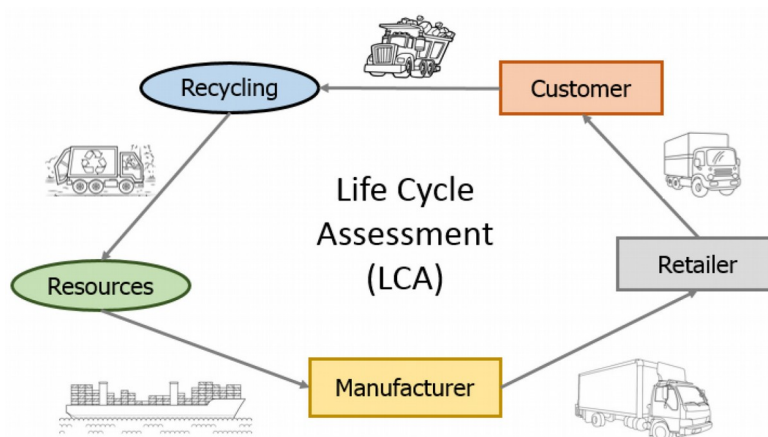 Recycling
Customer
Life Cycle
Assessment
(LCA)
Retailer
Resources
Manufacturer